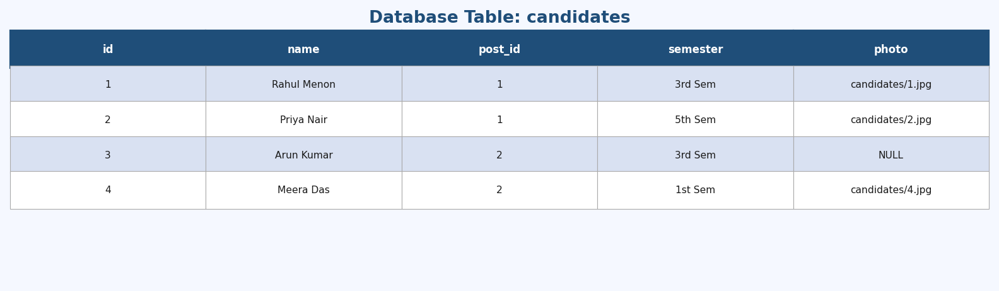 Database Table: candidates
id name post_id semester photo
1 Rahul Menon 1 3rd Sem candidates/1.jpg
2 Priya Nair 1 5th Sem candidates/2.jpg
3 Arun Kumar 2 3rd Sem NULL
4 Meera Das 2 1st Sem candidates/4.jpg